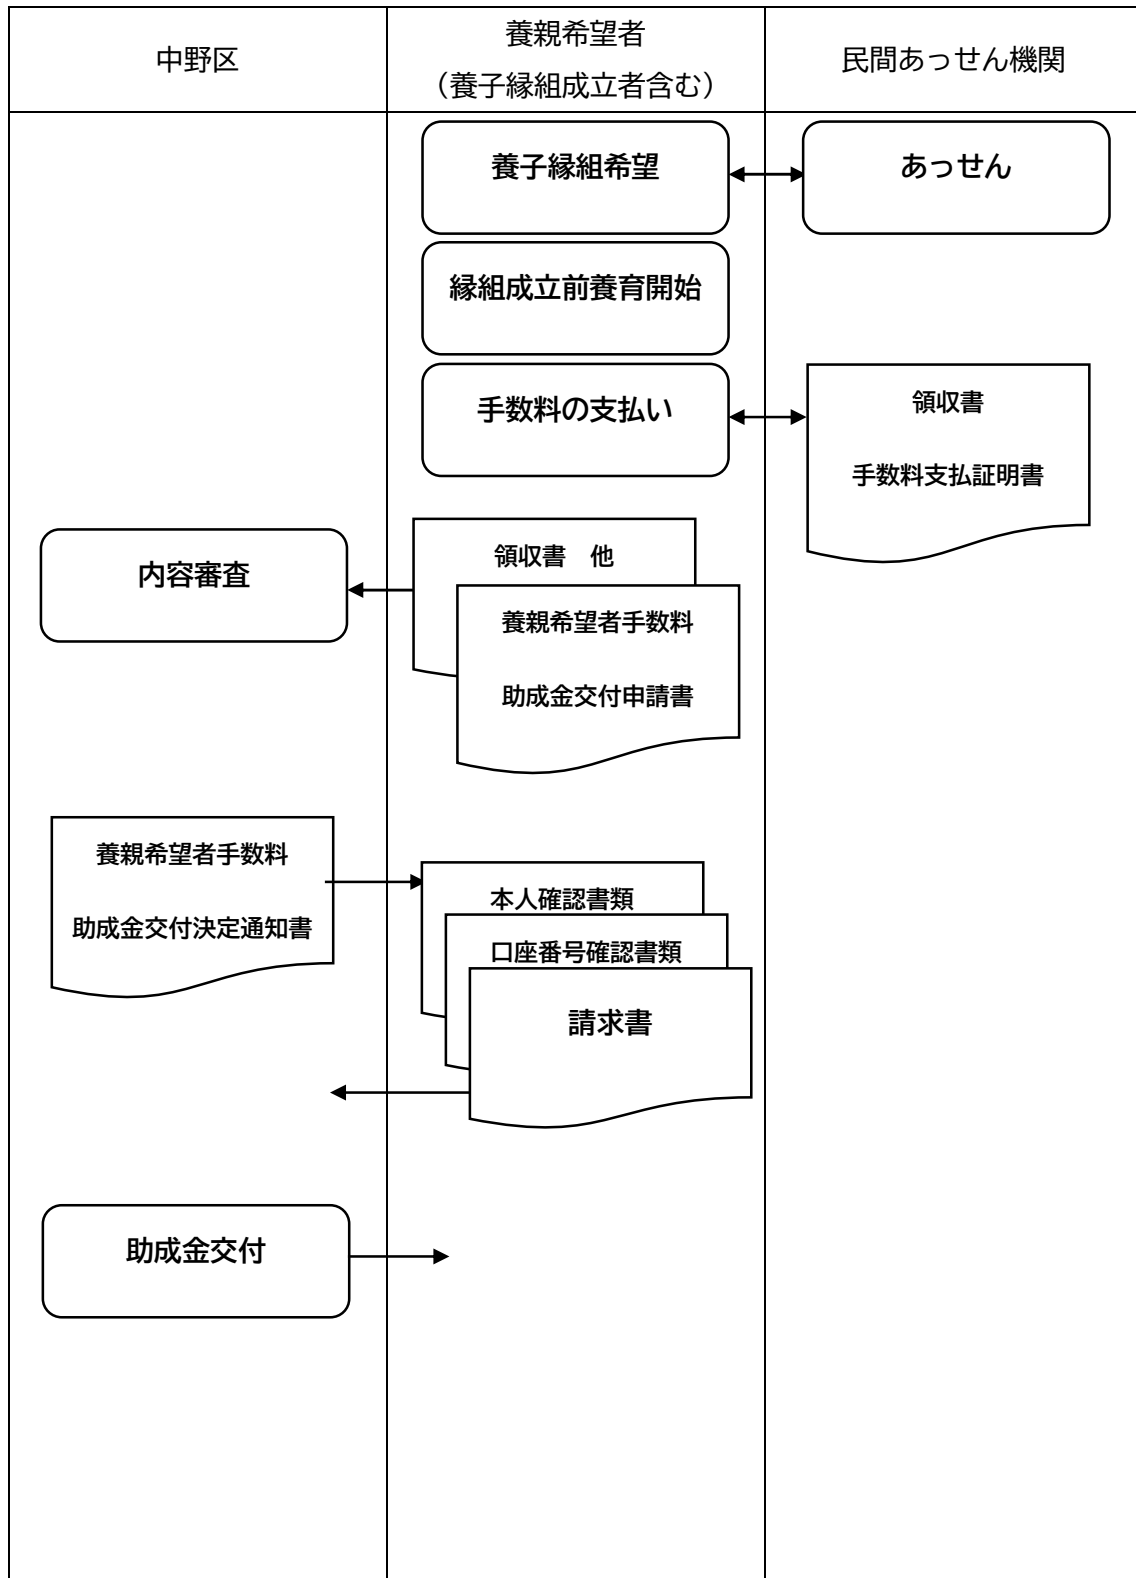 中野区
養親希望者
（養子縁組成立者含む）
民間あっせん機関
養子縁組希望
あっせん
縁組成立前養育開始
手数料の支払い
領収書
手数料支払証明書
内容審査
領収書　他
養親希望者手数料
助成金交付申請書
養親希望者手数料
助成金交付決定通知書
本人確認書類
口座番号確認書類
請求書
助成金交付